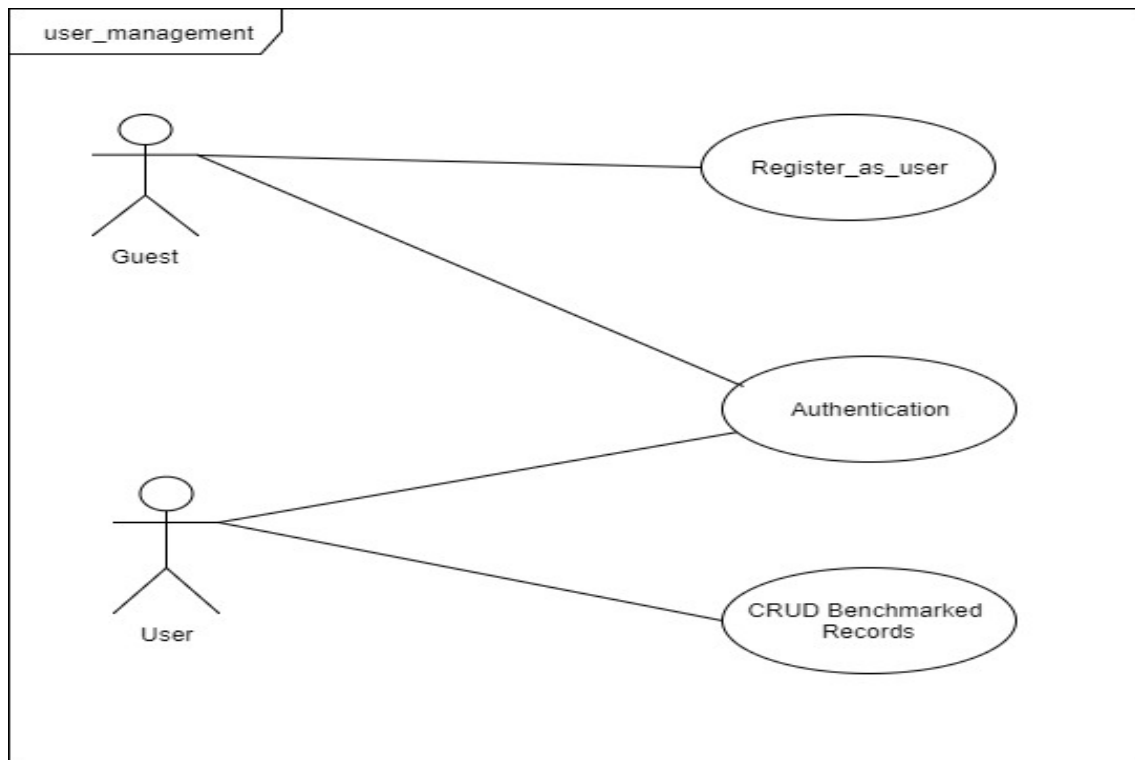 user_management
Register_as_user
Guest
Authentication
CRUD Benchmarked
Records
User